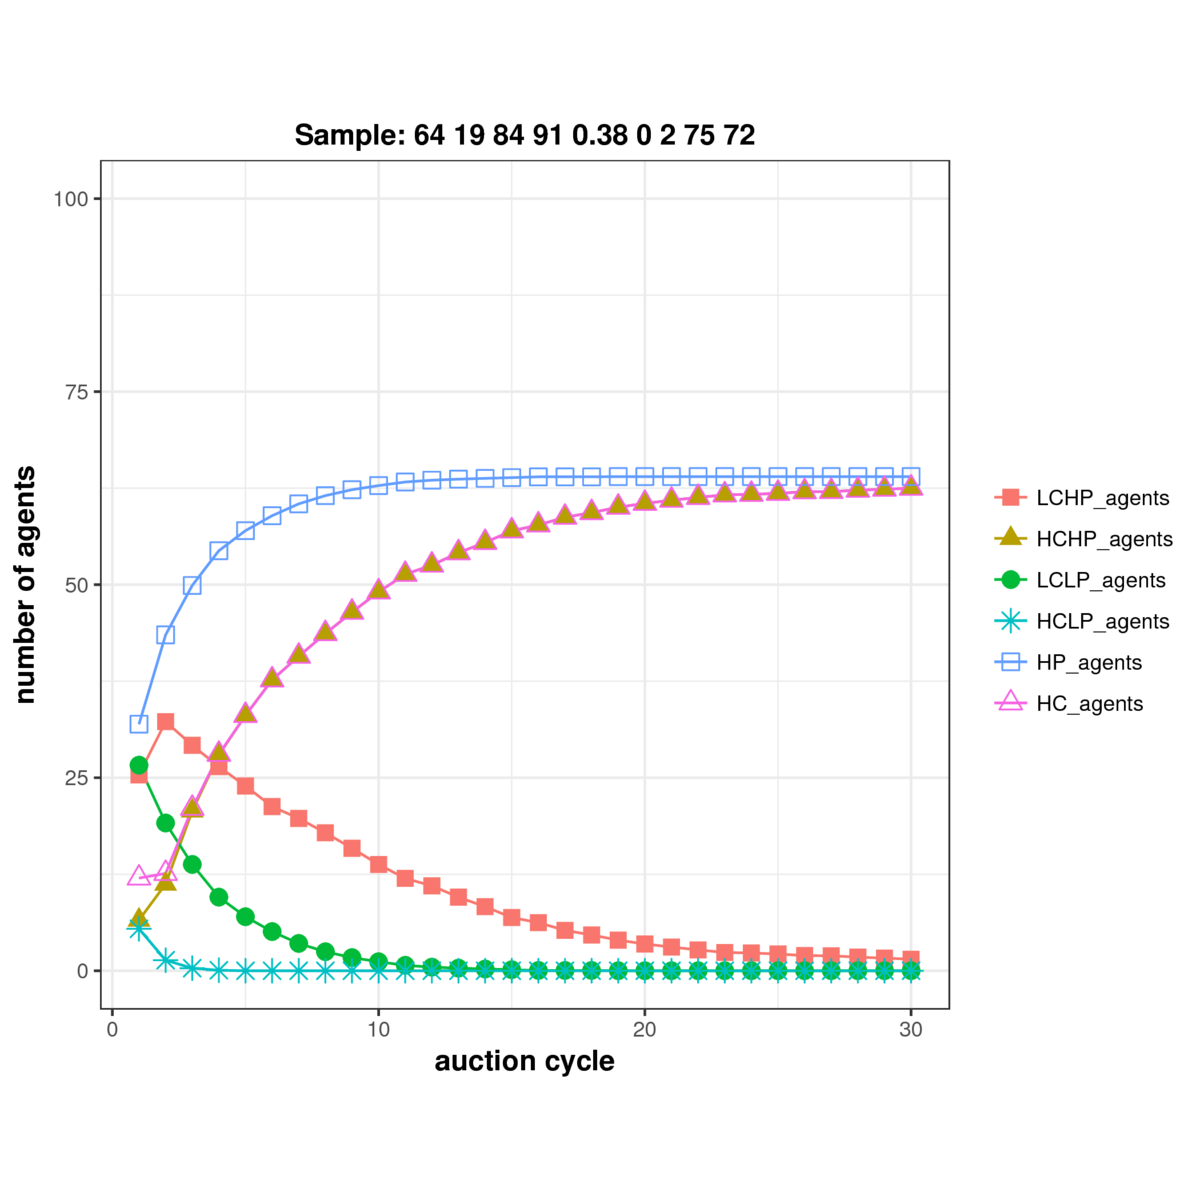 Sample: 64 19 84 91 0.38 0 2 75 72
100
75
50
25
0
number of agents
0 10 20 30
auction cycle
LCHP_agents
HCHP_agents
LCLP_agents
HCLP_agents
HP_agents
HC_agents